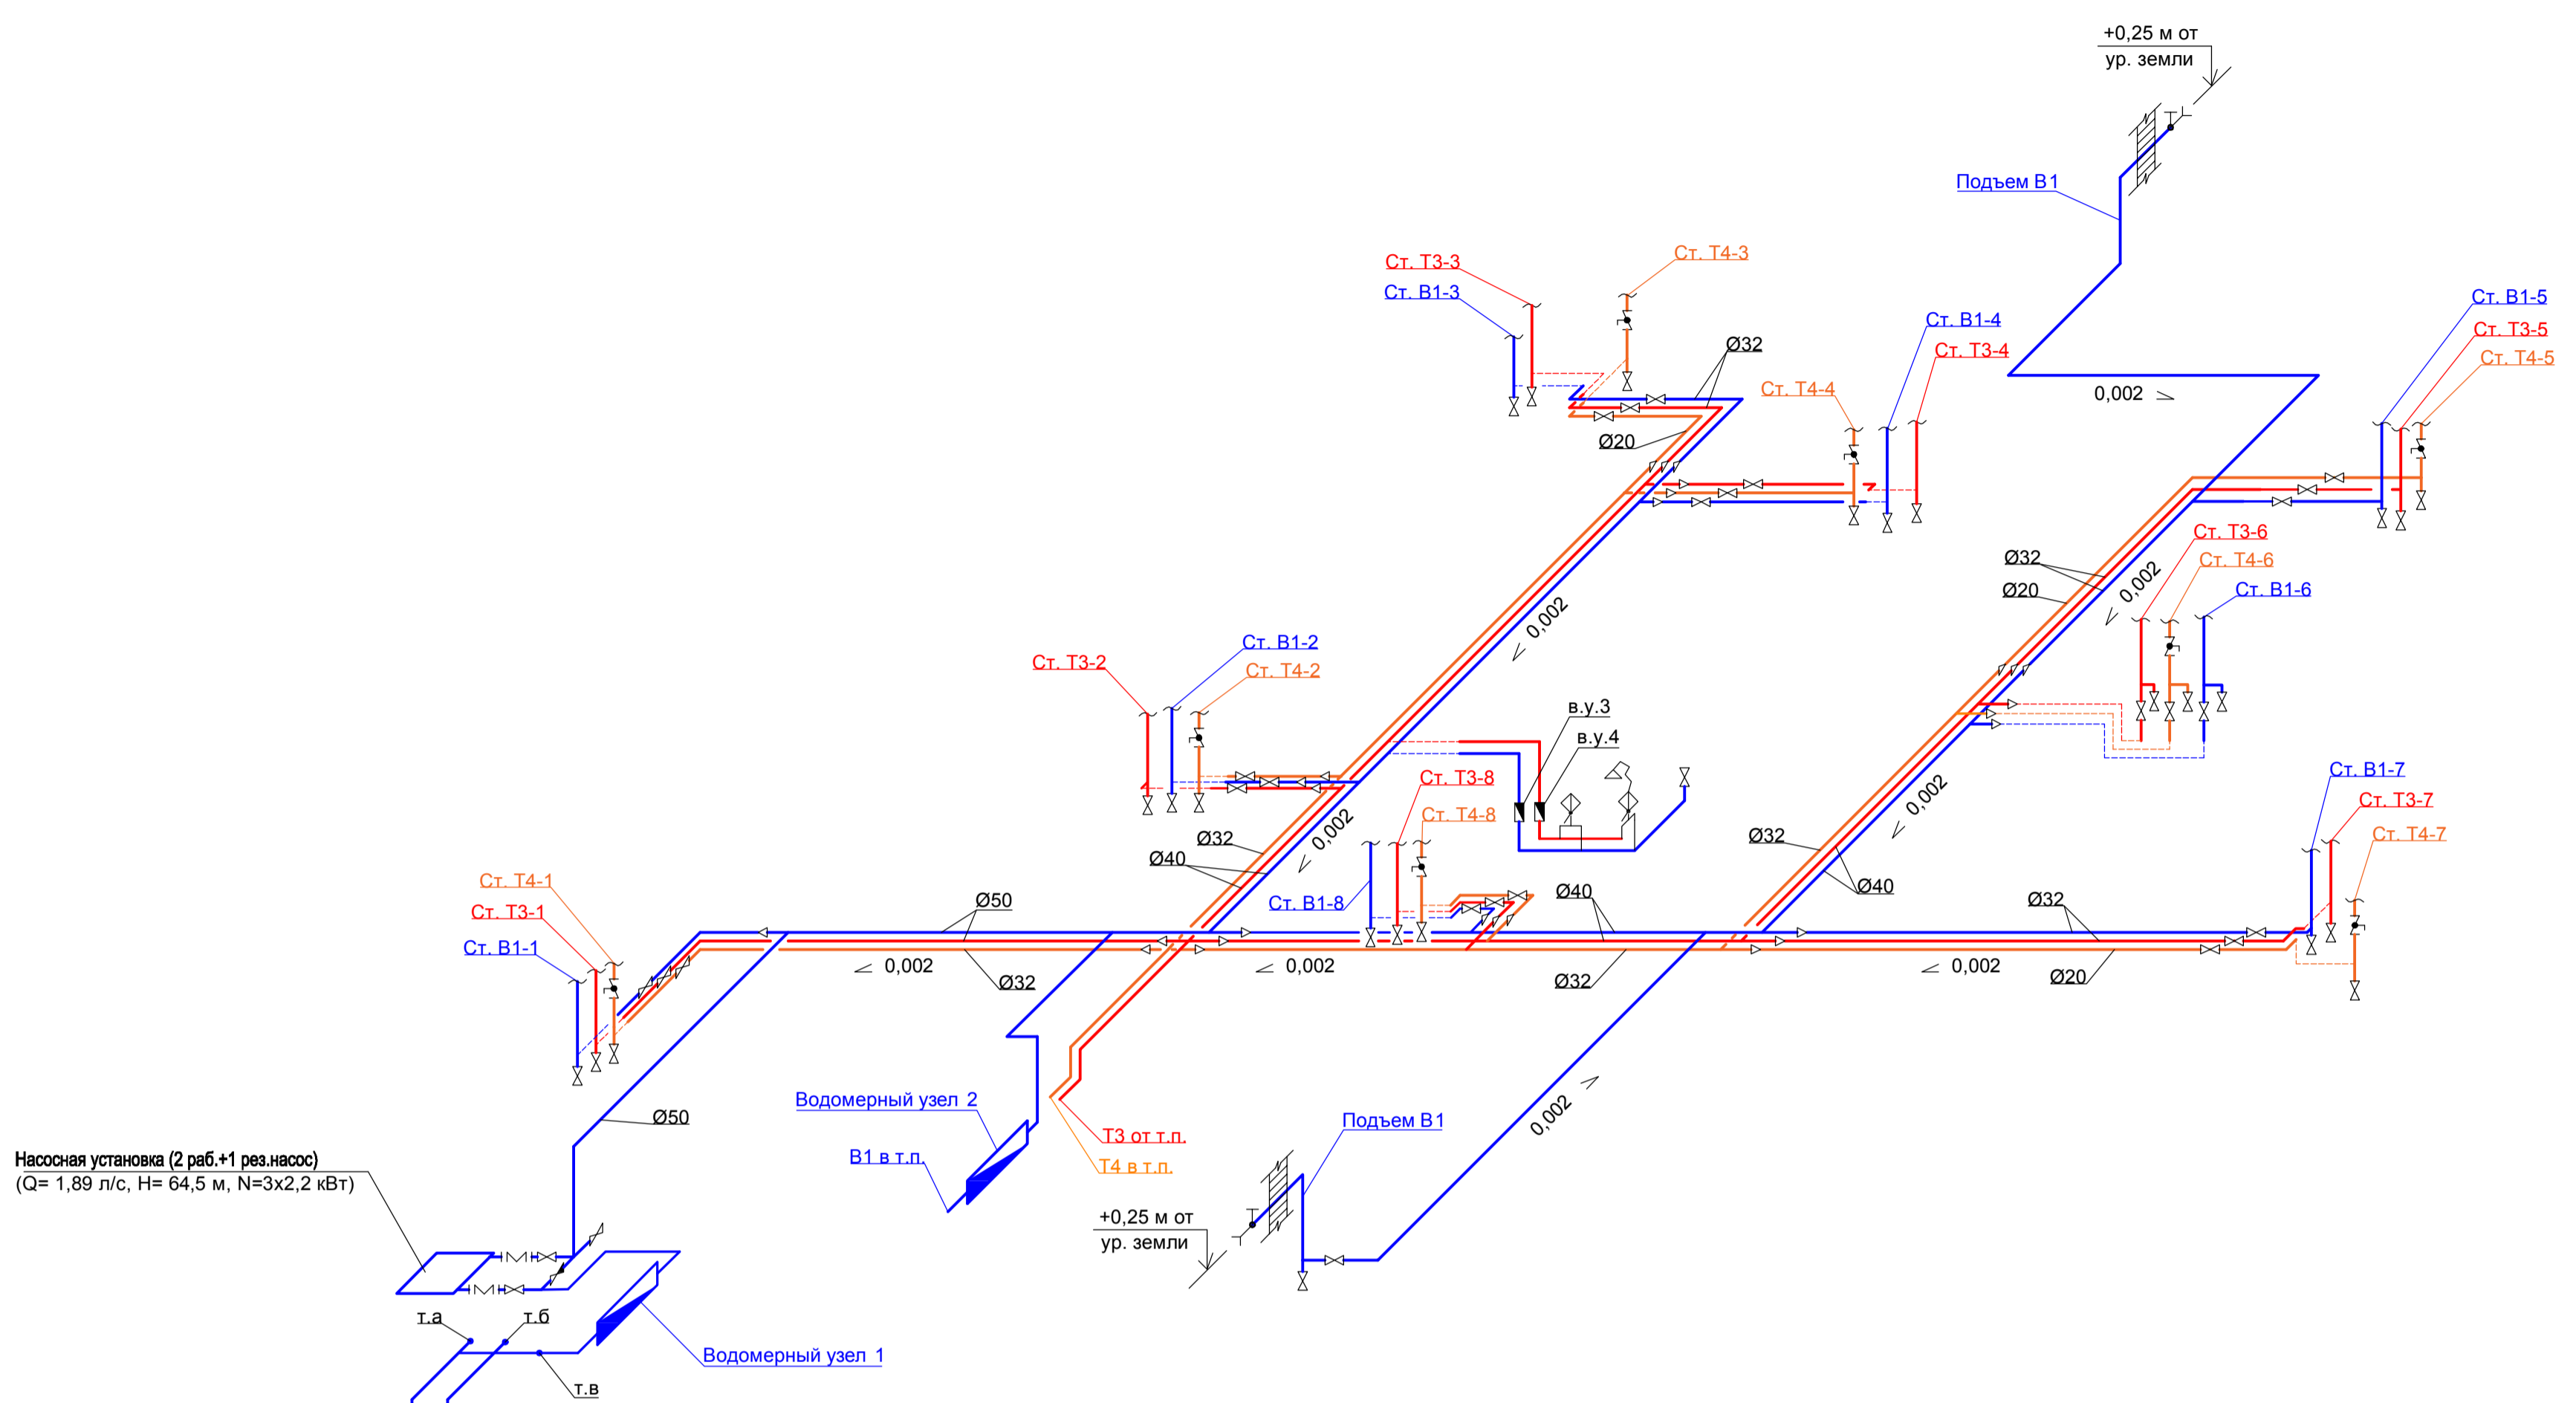 +0,25 м от
ур. земли
Подъем В1
0,002
Ст. Т3-3
Ст. В1-3
Ст. Т4-3
Ø32
Ø20
Ст. Т4-4
Ст. В1-4
Ст. Т3-4
Ст. В1-5
Ст. Т3-5
Ст. Т4-5
Ст. Т3-6
Ст. Т4-6
Ст. В1-6
Ø32
Ø20
0,002
0,002
Ст. Т3-2
Ст. В1-2
Ст. Т4-2
в.у.3
в.у.4
Ст. Т3-8
Ст. Т4-8
Ст. В1-8
0,002
Ø32
Ø40
0,002
Ø32
Ø40
Ст. В1-7
Ст. Т3-7
Ст. Т4-7
Ст. Т4-1
Ст. Т3-1
Ст. В1-1
Ø50
0,002
Ø32
0,002
Ø40
Ø32
Ø32
0,002
Ø20
Ø50
Водомерный узел 2
В1 в т.п.
Т3 от т.п.
Т4 в т.п.
Подъем В1
0,002
+0,25 м от
ур. земли
Насосная установка (2 раб.+1 рез.насос)
(Q= 1,89 л/с, H= 64,5 м, N=3x2,2 кВт)
т.а
т.б
т.в
Водомерный узел 1